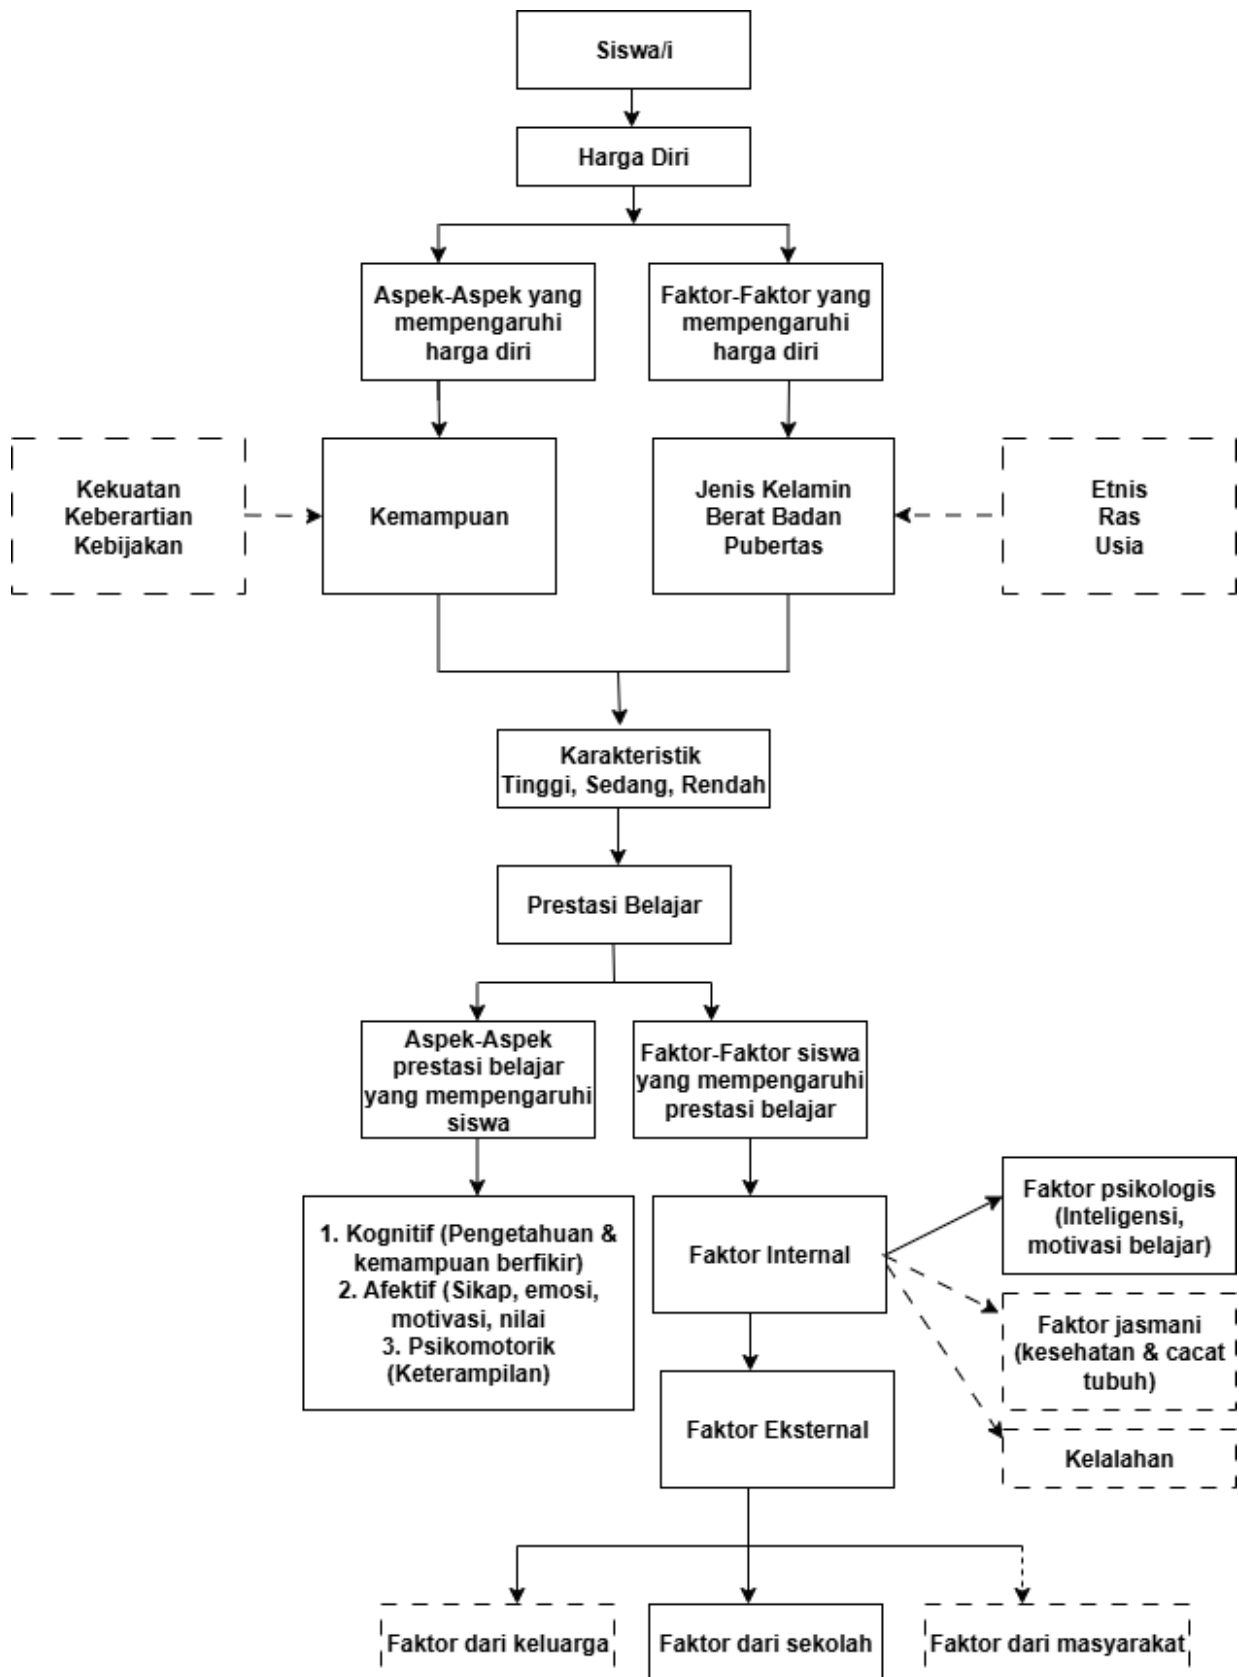 Siswa/i
Harga Diri
Aspek-Aspek yang
mempengaruhi
harga diri
Faktor-Faktor yang
mempengaruhi
harga diri
Kekuatan
Keberartian
Kebijakan
Kemampuan
Jenis Kelamin
Berat Badan
Pubertas
Etnis
Ras
Usia
Karakteristik
Tinggi, Sedang, Rendah
Prestasi Belajar
Aspek-Aspek
prestasi belajar
yang mempengaruhi
siswa
Faktor-Faktor siswa
yang mempengaruhi
prestasi belajar
1. Kognitif (Pengetahuan &
kemampuan berfikir)
2. Afektif (Sikap, emosi,
motivasi, nilai
3. Psikomotorik
(Keterampilan)
Faktor Internal
Faktor psikologis
(Inteligensi,
motivasi belajar)
Faktor jasmani
(kesehatan & cacat
tubuh)
Kelalahan
Faktor Eksternal
Faktor dari keluarga
Faktor dari sekolah
Faktor dari masyarakat